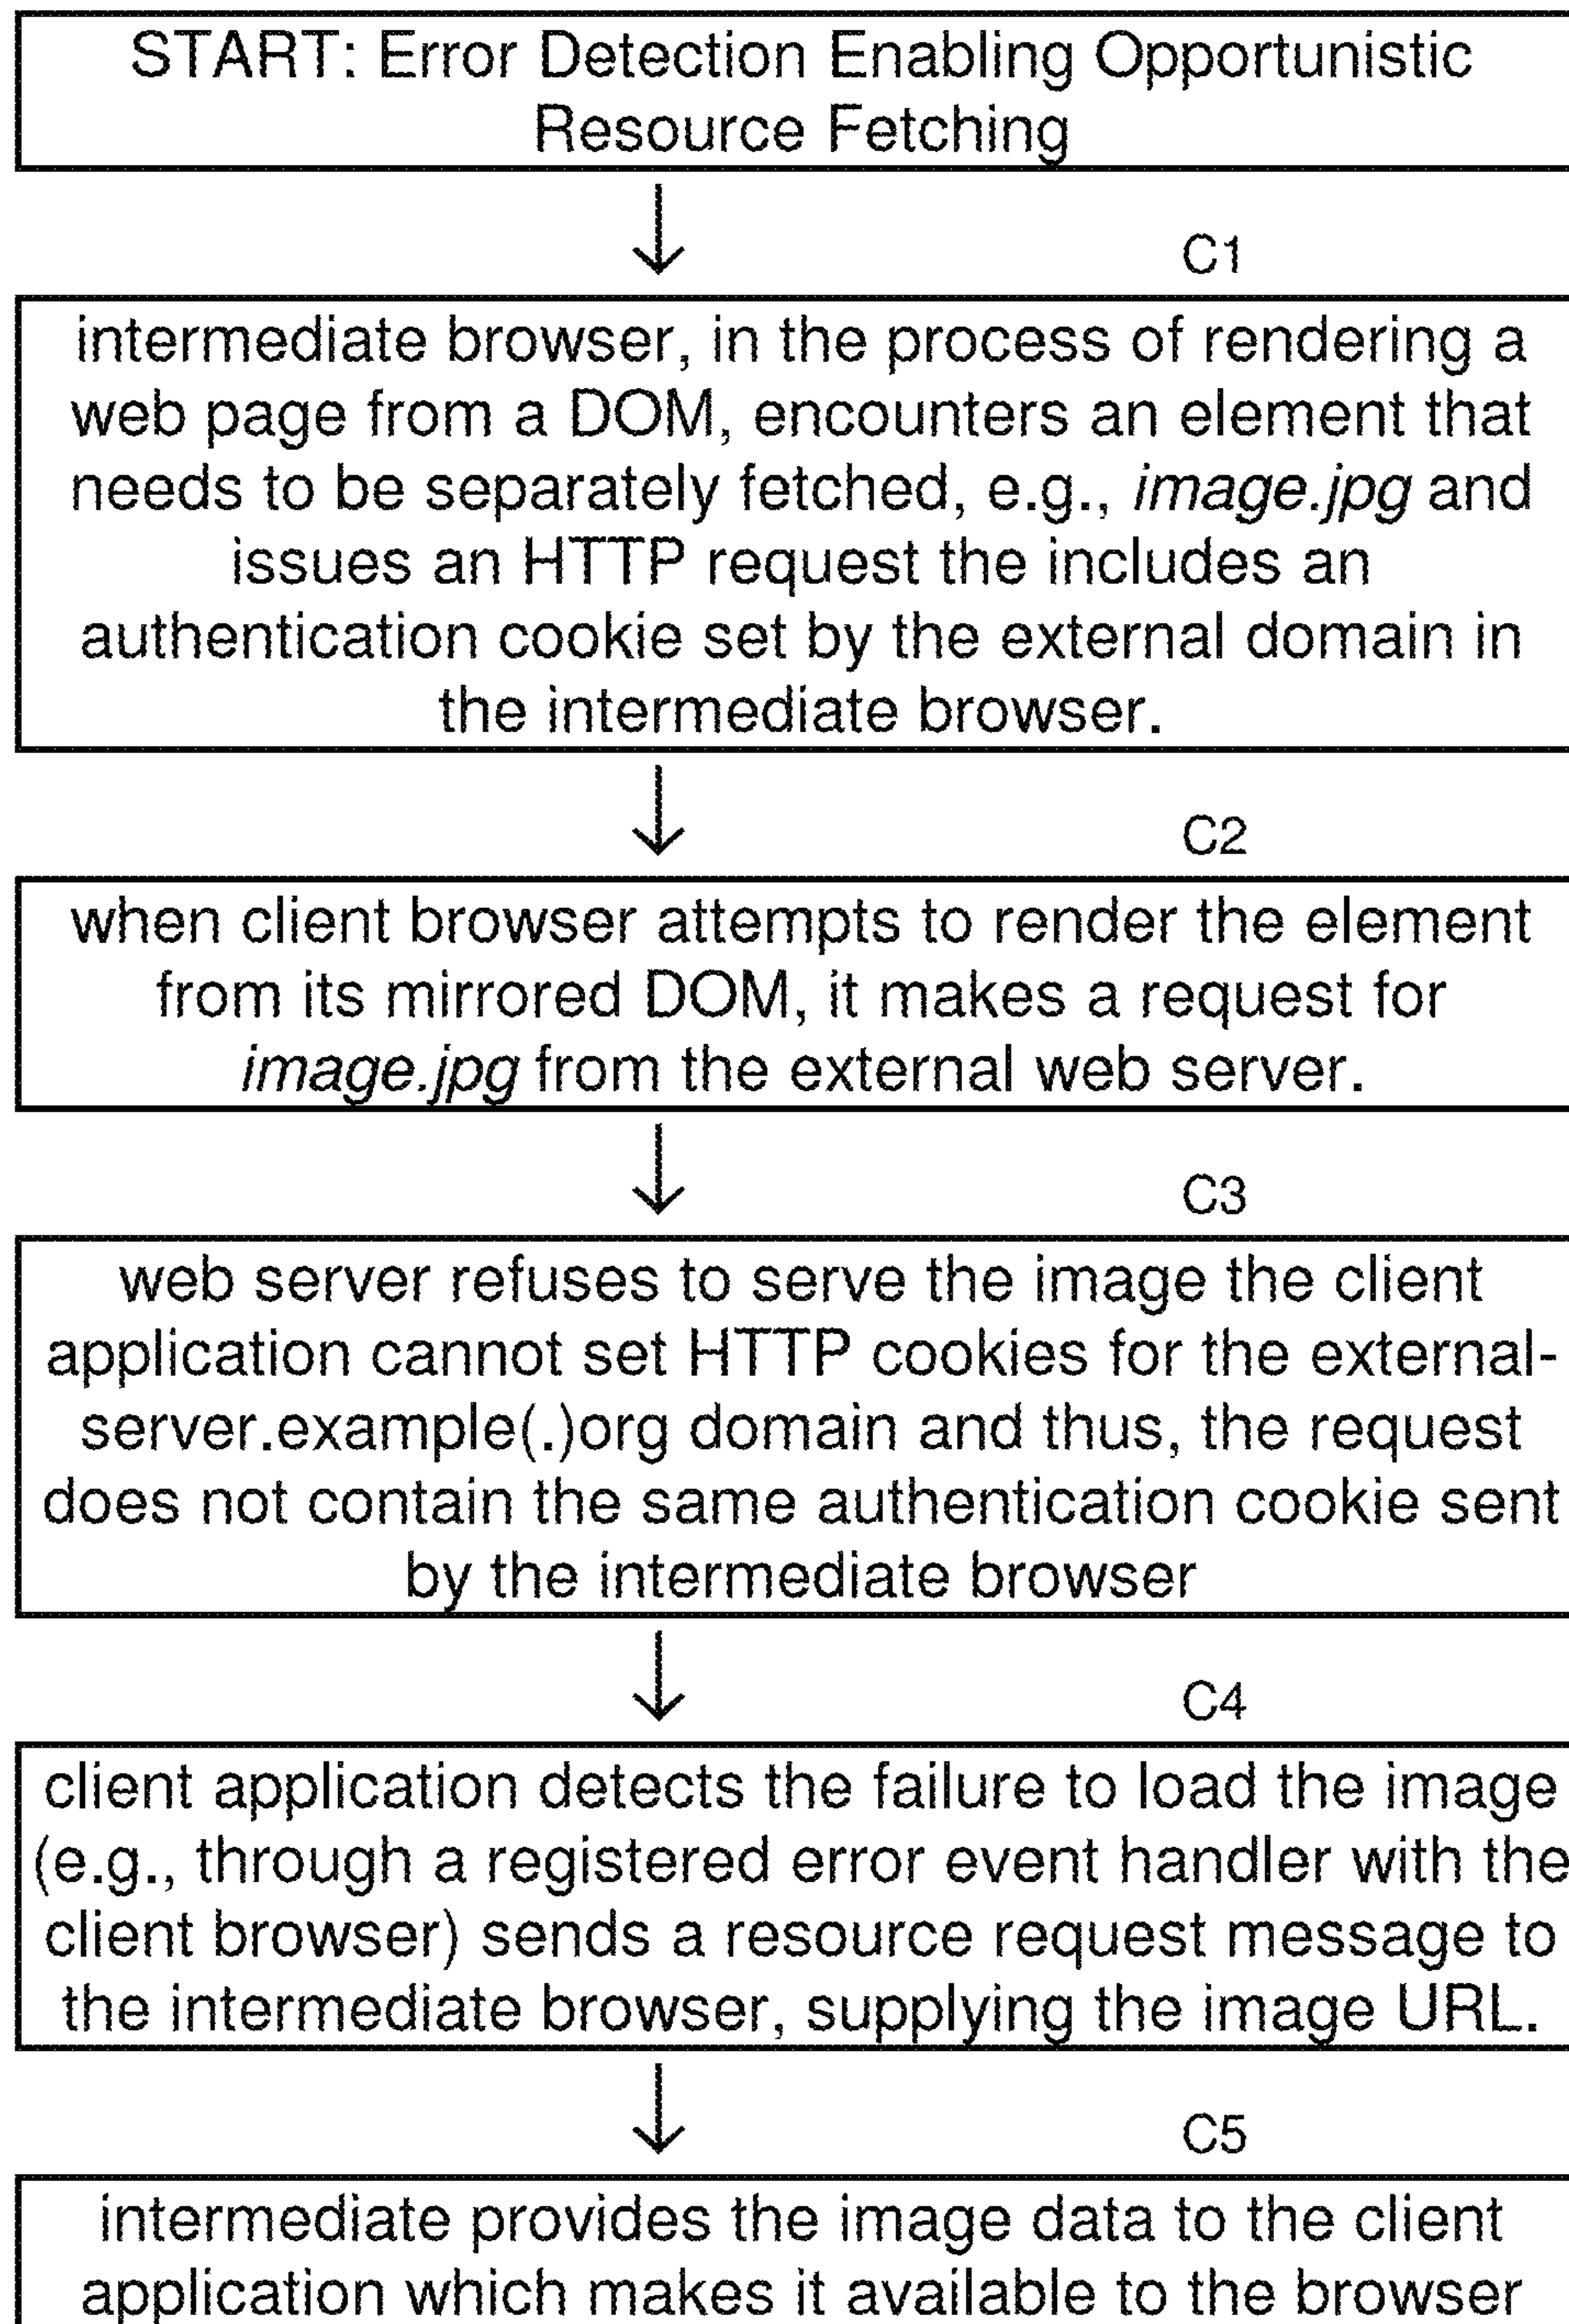 START: Error Detection Enabling Opportunistic
Resource Fetching
C1
intermediate browser, in the process of rendering a
web page from a DOM, encounters an element that
needs to be separately fetched, e.g., image.jpg and
issues an HTTP request the includes an
authentication cookie set by the external domain in
the intermediate browser.
C2
when client browser attempts to render the element
from its mirrored DOM, it makes a request for
image.jpg from the external web server.
C3
web server refuses to serve the image the client
application cannot set HTTP cookies for the external-
server.example(.)org domain and thus, the request
does not contain the same authentication cookie sent
by the intermediate browser
C4
client application detects the failure to load the image
(e.g., through a registered error event handler with the
client browser) sends a resource request message to
the intermediate browser, supplying the image URL.
C5
intermediate provides the image data to the client
application which makes it available to the browser